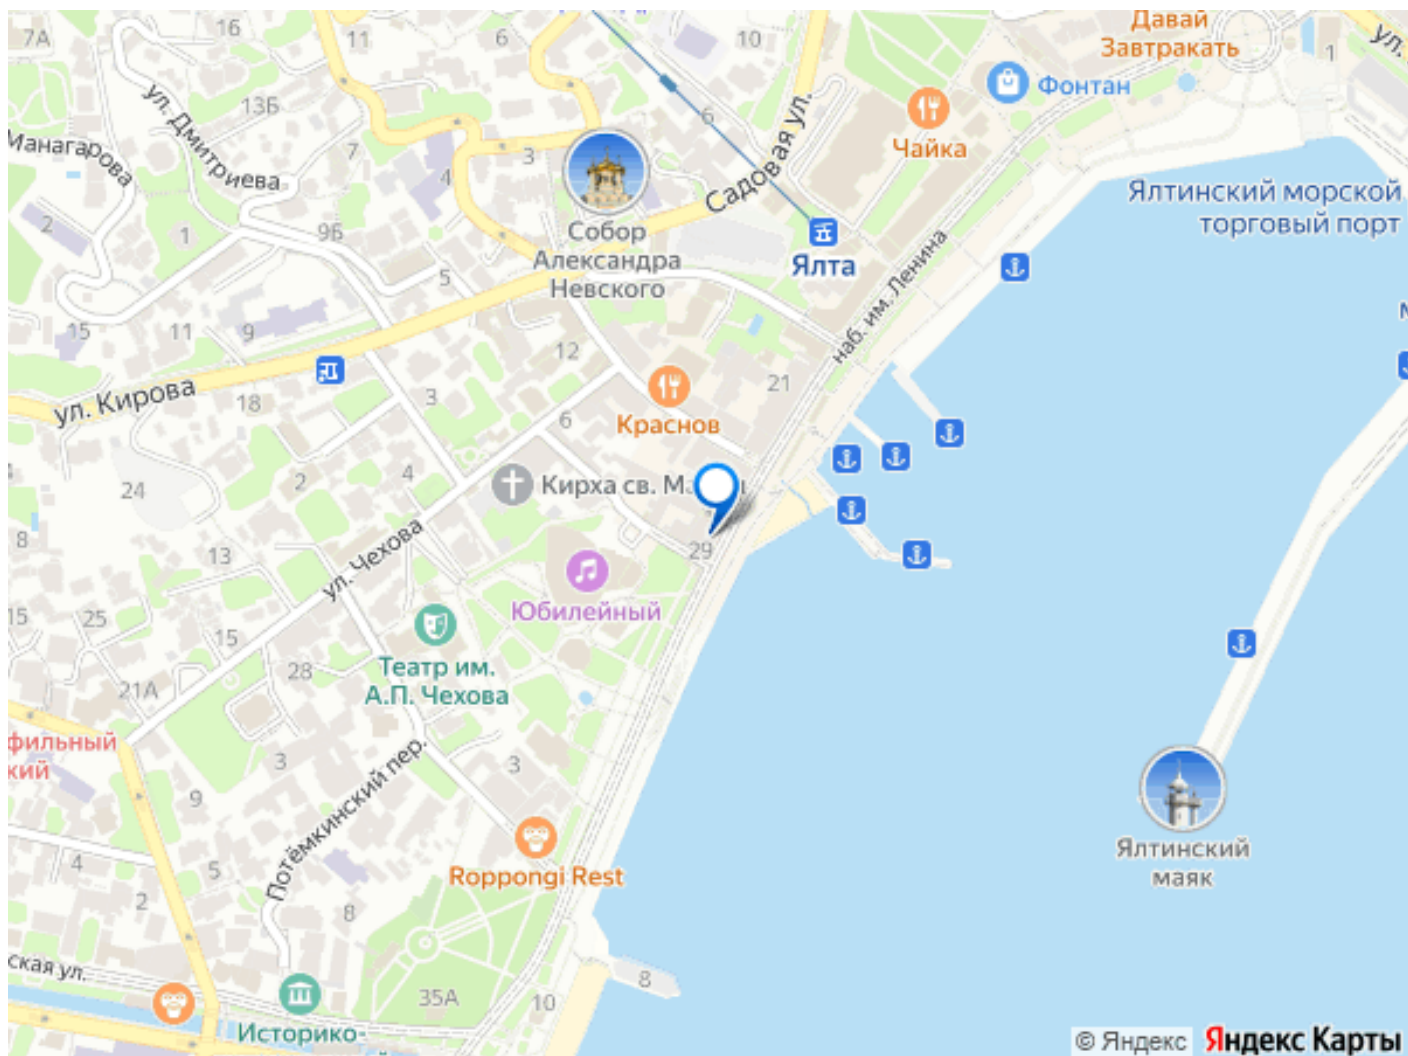 7А
16
11
6
10
Давай
Завтракать
1
ул.
Фонтан
13Б
ул. Дмитриева
Манагарова
7
3
4
6
Садовая ул.
Чайка
Ялтинский морской
торговый порт
2
1
9Б
5
Собор
Александра
Невского
Ялта
наб. им. Ленина
15
11
9
12
21
ул. Кирова
18
3
6
Краснов
2
4
24
Кирха св.
8
13
ул. Чехова
29
Юбилейный
15
25
15
Театр им.
А.П. Чехова
28
21А
фильный
кий
3
3
9
Потёмкинский пер.
Roppongi Rest
Ялтинский
маяк
4
5
2
8
ская ул.
35А
10
8
Историко-
© Яндекс
Яндекс Карты